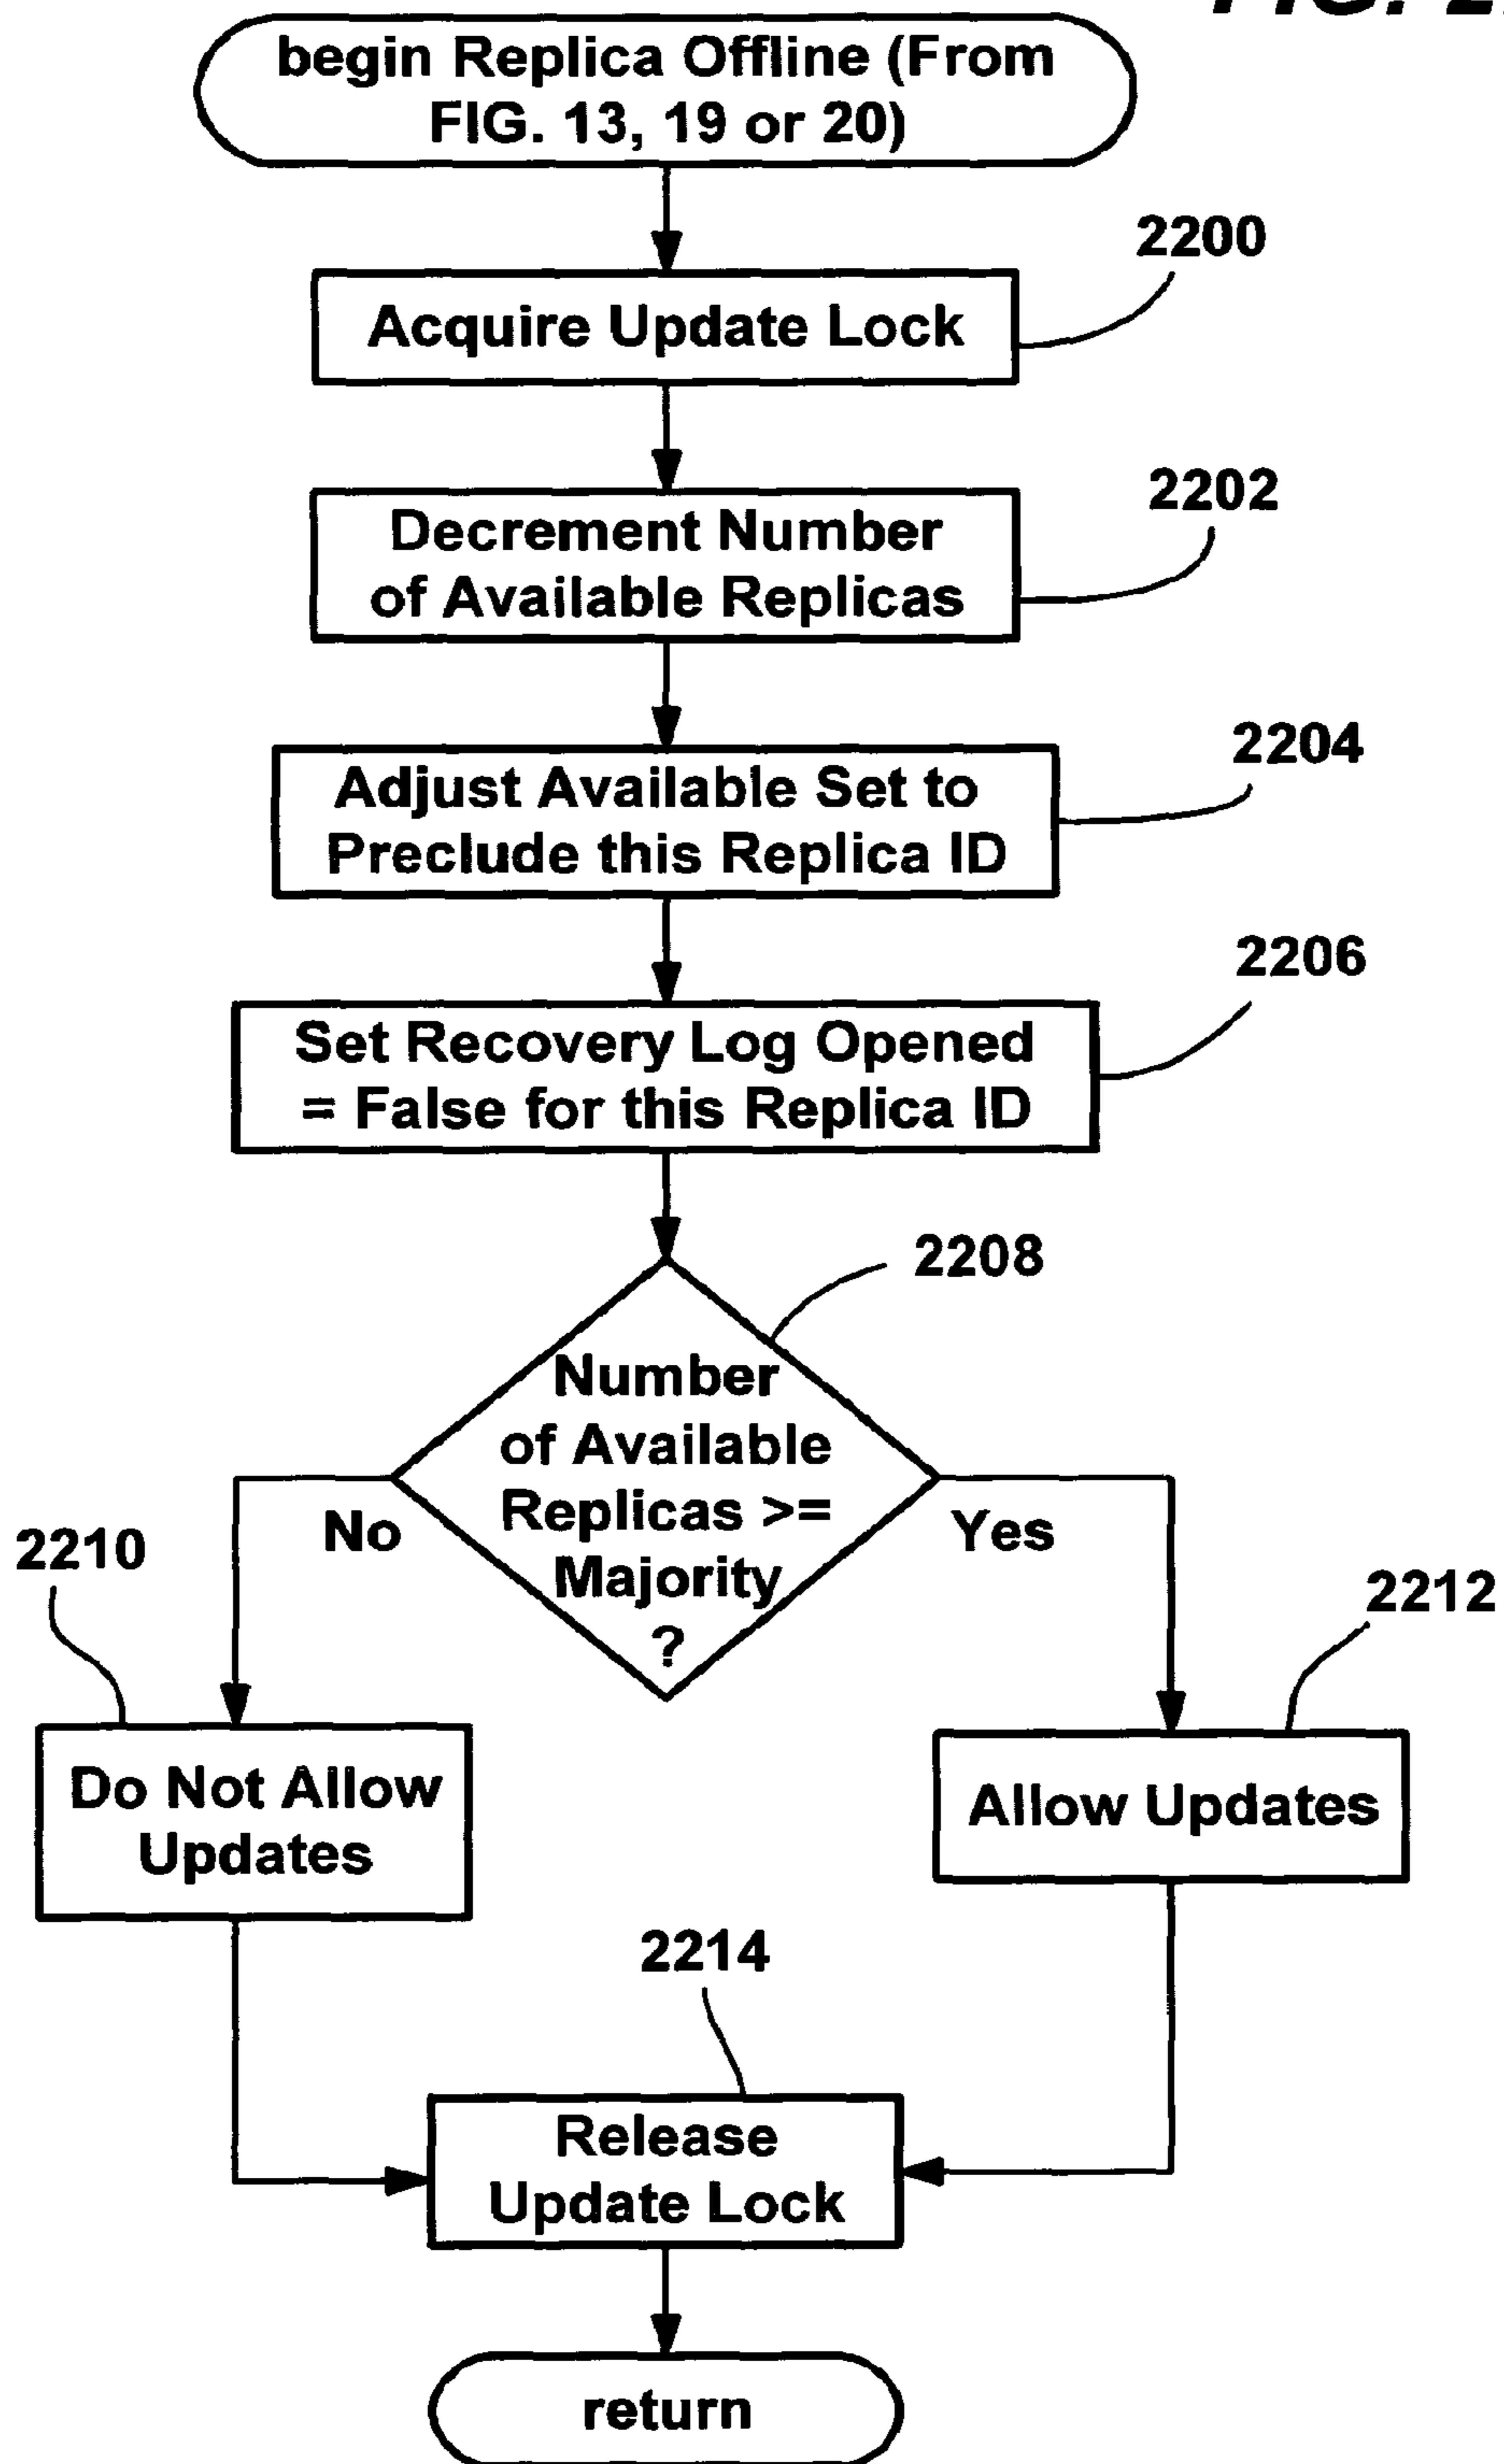 begin Replica Offline (From
FIG. 13, 19 or 20)
2200
Acquire Update Lock
2202
Decrement Number
of Available Replicas
2204
Adjust Available Set to
Preclude this Replica ID
2206
Set Recovery Log Opened
= False for this Replica ID
2208
Number
of Available
Replicas >=
Majority
?
No
Yes
2210
2212
Do Not Allow
Updates
Allow Updates
2214
Release
Update Lock
return